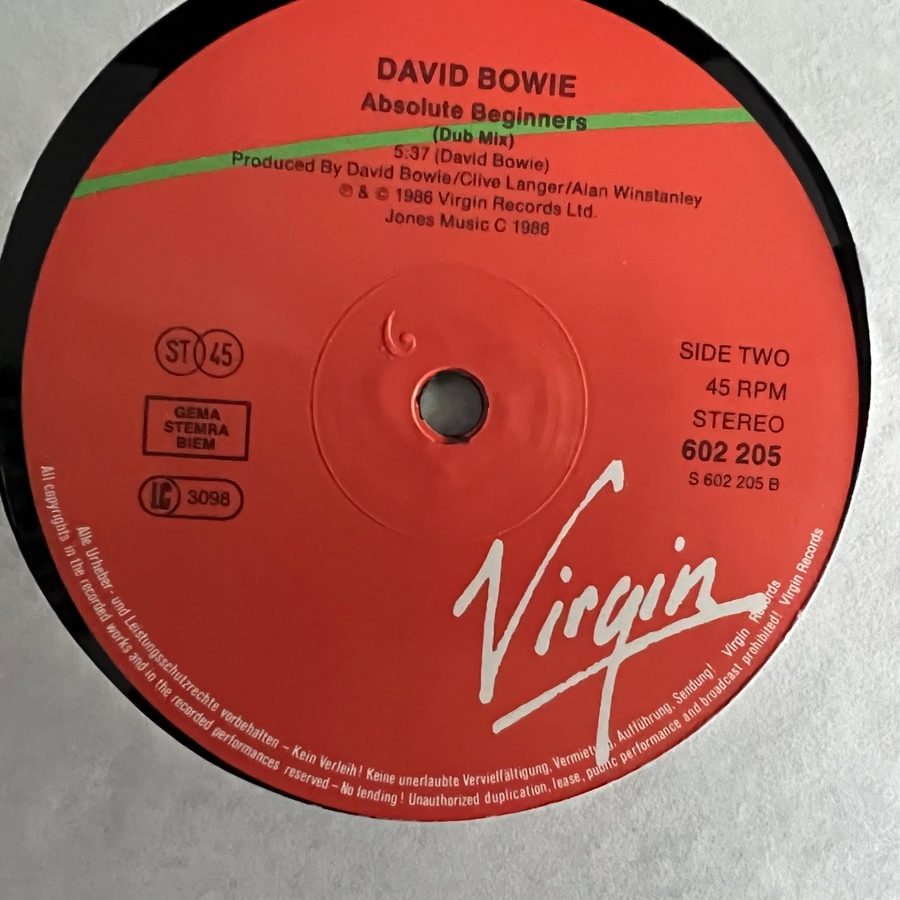 DAVID BOWIE
Absolute Beginners
(Dub Mix)
5:37 (David Bowie)
Produced By David Bowie/Clive Langer/Alan Winstanley
℗ & © 1986 Virgin Records Ltd.
Jones Music C 1986
ST 45
GEMA
STEMRA
BIEM
LC 3098
SIDE TWO
45 RPM
STEREO
602 205
S 602 205 B
6
Virgin
Alle Urheber- und Leistungsschutzrechte vorbehalten – Kein Verleih! Keine unerlaubte Vervielfältigung, Vermietung, Aufführung, Sendung! Virgin Records
All copyrights in the recorded works and in the recorded performances reserved – No lending! Unauthorized duplication, lease, public performance and broadcast prohibited! Virgin Records